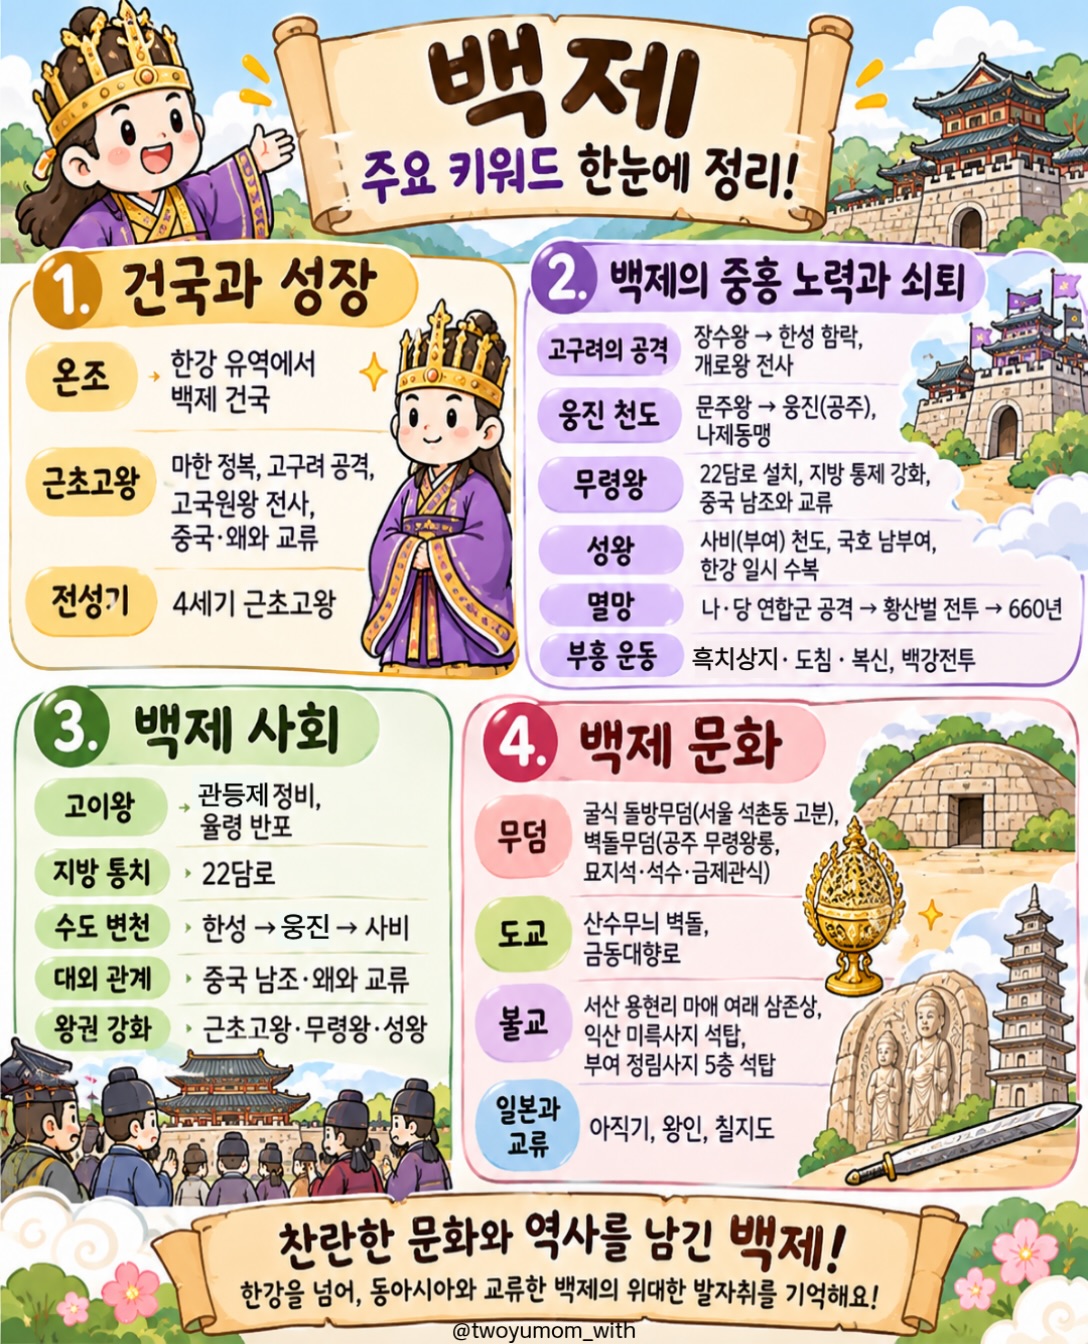 백제
주요 키워드 한눈에 정리!
1. 건국과 성장
온조
한강 유역에서
백제 건국
근초고왕
마한 정복, 고구려 공격,
고국원왕 전사,
중국·왜와 교류
전성기
4세기 근초고왕
2. 백제의 중흥 노력과 쇠퇴
고구려의 공격
장수왕 → 한성 함락,
개로왕 전사
웅진 천도
문주왕 → 웅진(공주),
나제동맹
무령왕
22담로 설치, 지방 통제 강화,
중국 남조와 교류
성왕
사비(부여) 천도, 국호 남부여,
한강 일시 수복
멸망
나·당 연합군 공격 → 황산벌 전투 → 660년
부흥 운동
흑치상지· 도침 · 복신, 백강전투
3. 백제 사회
고이왕
관등제 정비,
율령 반포
지방 통치
22담로
수도 변천
한성 → 웅진 → 사비
대외 관계
중국 남조·왜와 교류
왕권 강화
근초고왕·무령왕·성왕
4. 백제 문화
무덤
굴식 돌방무덤(서울 석촌동 고분),
벽돌무덤(공주 무령왕릉,
묘지석·석수·금제관식)
도교
산수무늬 벽돌,
금동대향로
불교
서산 용현리 마애 여래 삼존상,
익산 미륵사지 석탑,
부여 정림사지 5층 석탑
일본과
교류
아직기, 왕인, 칠지도
찬란한 문화와 역사를 남긴 백제!
한강을 넘어, 동아시아와 교류한 백제의 위대한 발자취를 기억해요!
@twoyumom_with